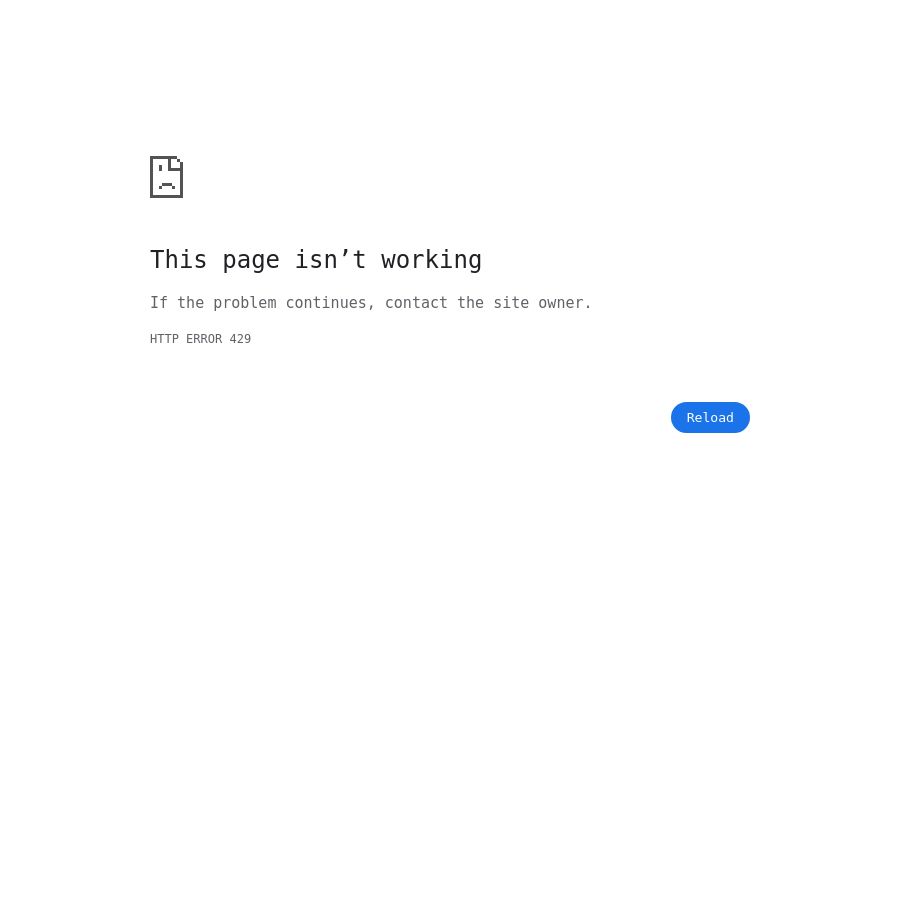 This page isn’t working
If the problem continues, contact the site owner.
HTTP ERROR 429
Reload